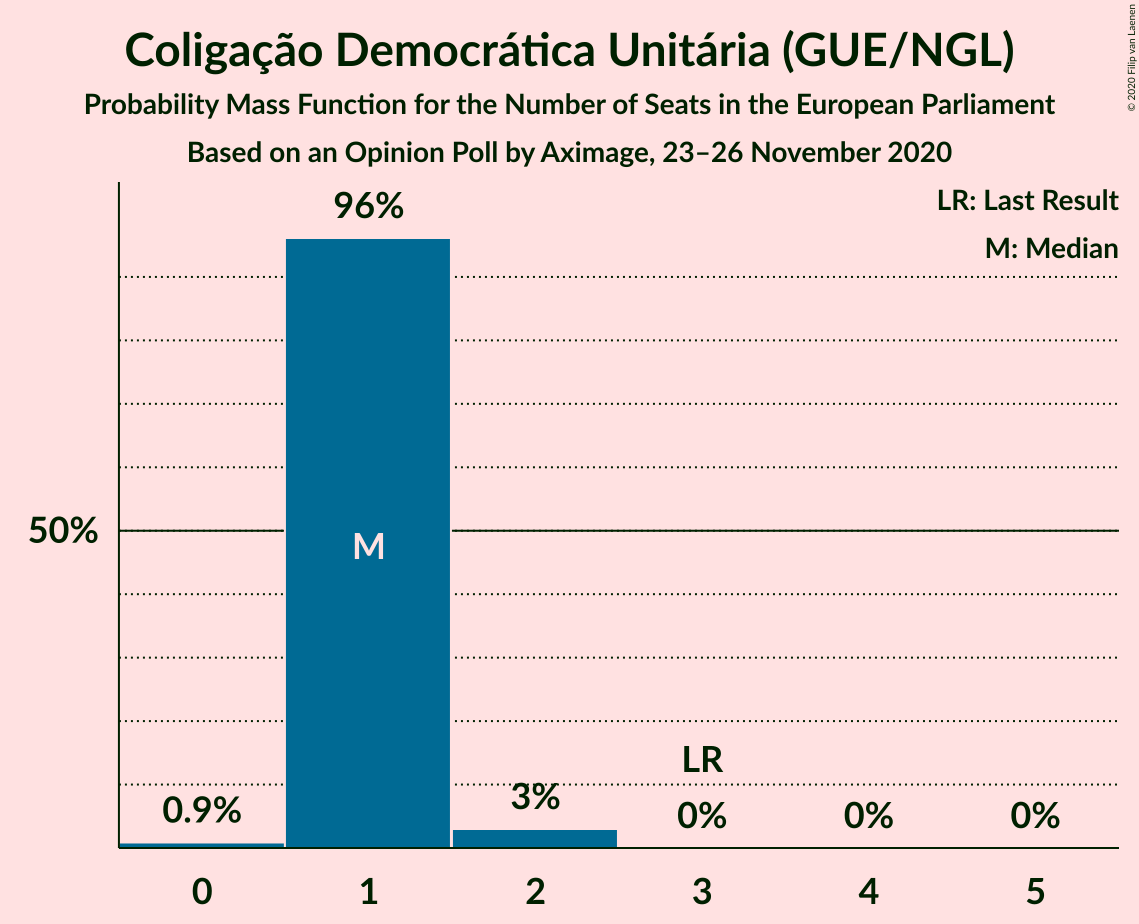 Coligação Democrática Unitária (GUE/NGL)
Probability Mass Function for the Number of Seats in the European Parliament
Based on an Opinion Poll by Aximage, 23–26 November 2020
© 2020 Filip van Laenen
LR: Last Result
M: Median
96%
50%
M
LR
0.9%
3%
0%
0%
0%
0
1
2
3
4
5